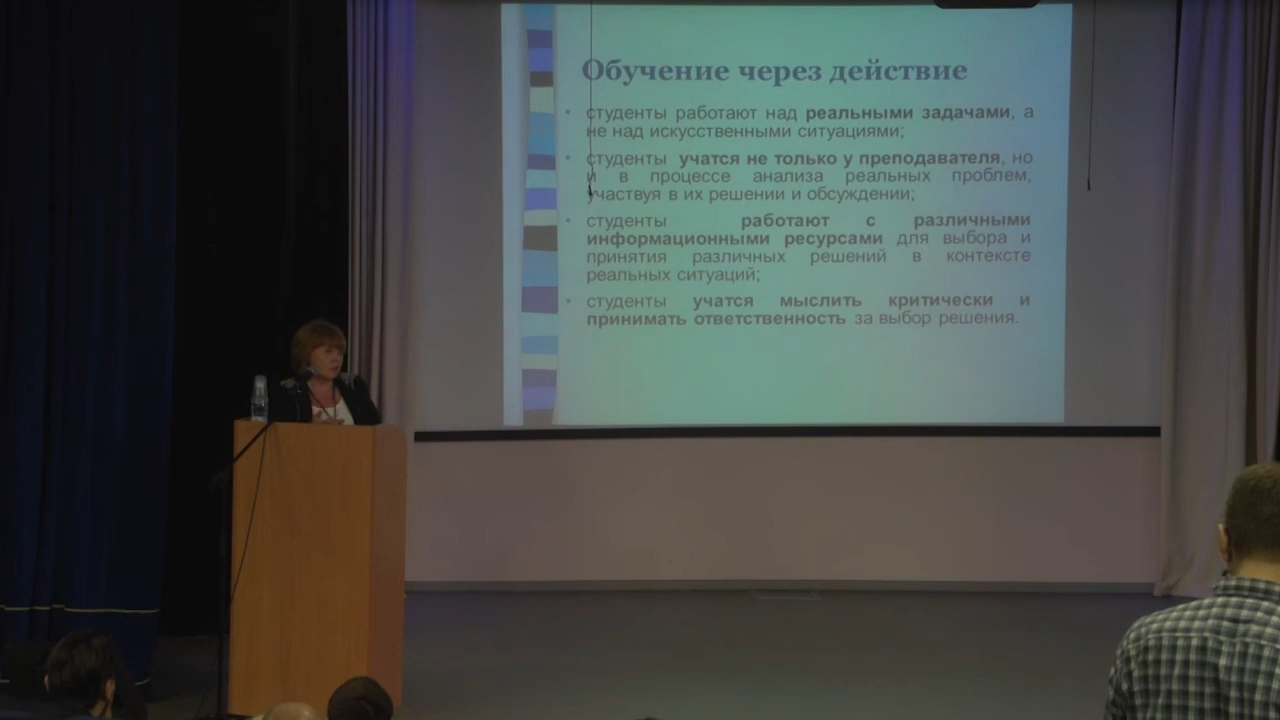 Обучение через действие
• студенты работают над реальными задачами, а
не над искусственными ситуациями;
• студенты учатся не только у преподавателя, но
и в процессе анализа реальных проблем,
участвуя в их решении и обсуждении;
• студенты работают с различными
информационными ресурсами для выбора и
принятия различных решений в контексте
реальных ситуаций;
• студенты учатся мыслить критически и
принимать ответственность за выбор решения.